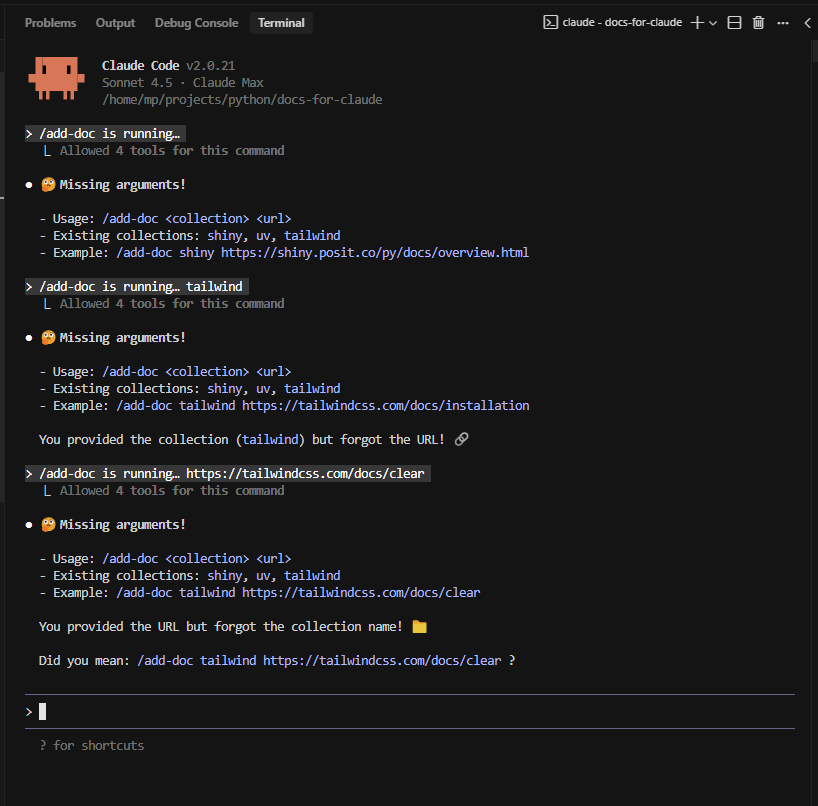 Problems Output Debug Console Terminal claude - docs-for-claude
Claude Code v2.0.21
Sonnet 4.5 · Claude Max
/home/mp/projects/python/docs-for-claude
> /add-doc is running…
⎿ Allowed 4 tools for this command
● 🤔 Missing arguments!
- Usage: /add-doc <collection> <url>
- Existing collections: shiny, uv, tailwind
- Example: /add-doc shiny https://shiny.posit.co/py/docs/overview.html
> /add-doc is running… tailwind
⎿ Allowed 4 tools for this command
● 🤔 Missing arguments!
- Usage: /add-doc <collection> <url>
- Existing collections: shiny, uv, tailwind
- Example: /add-doc tailwind https://tailwindcss.com/docs/installation
You provided the collection (tailwind) but forgot the URL! 🔗
> /add-doc is running… https://tailwindcss.com/docs/clear
⎿ Allowed 4 tools for this command
● 🤔 Missing arguments!
- Usage: /add-doc <collection> <url>
- Existing collections: shiny, uv, tailwind
- Example: /add-doc tailwind https://tailwindcss.com/docs/clear
You provided the URL but forgot the collection name! 📁
Did you mean: /add-doc tailwind https://tailwindcss.com/docs/clear ?
>
? for shortcuts